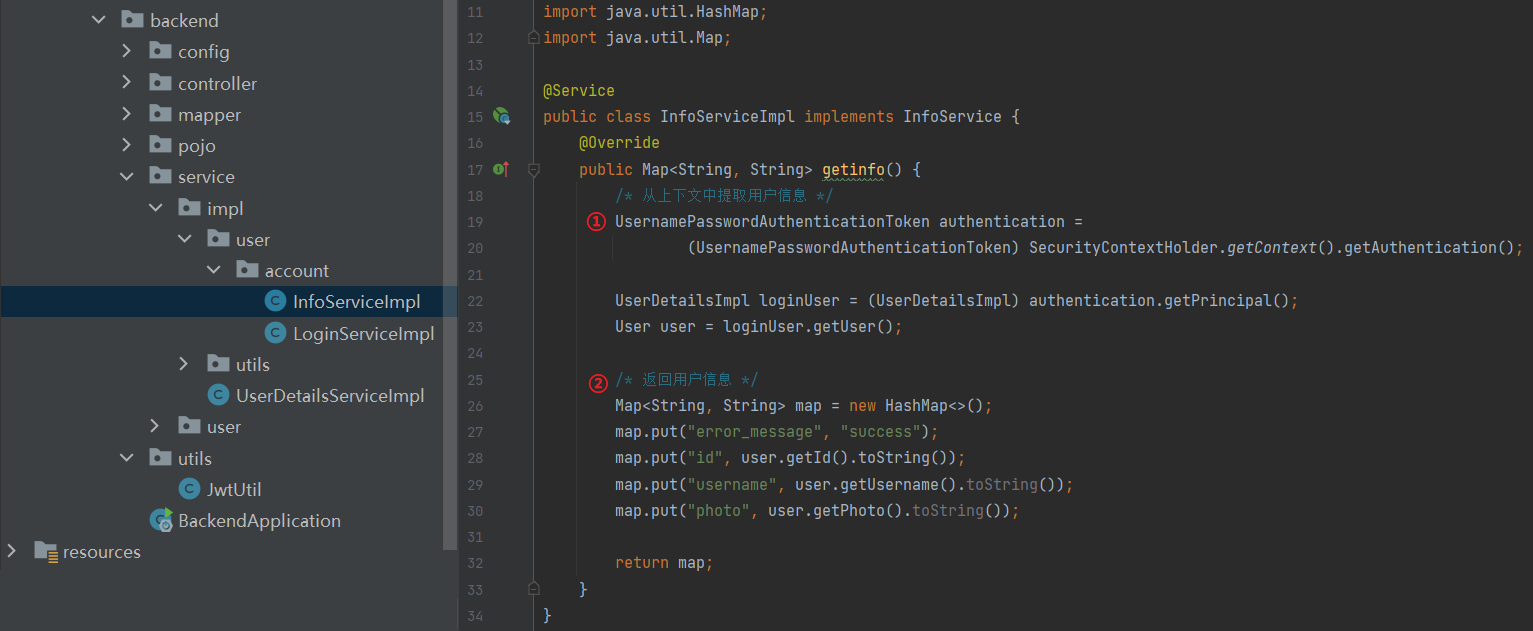 backend
config
controller
mapper
pojo
service
impl
user
account
InfoServiceImpl
LoginServiceImpl
utils
UserDetailsServiceImpl
user
utils
JwtUtil
BackendApplication
resources
11 import java.util.HashMap;
12 import java.util.Map;
13
14 @Service
15 public class InfoServiceImpl implements InfoService {
16 @Override
17 public Map<String, String> getinfo() {
18 /* 从上下文中提取用户信息 */
19 ① UsernamePasswordAuthenticationToken authentication =
20 (UsernamePasswordAuthenticationToken) SecurityContextHolder.getContext().getAuthentication();
21
22 UserDetailsImpl loginUser = (UserDetailsImpl) authentication.getPrincipal();
23 User user = loginUser.getUser();
24
25 ② /* 返回用户信息 */
26 Map<String, String> map = new HashMap<>();
27 map.put("error_message", "success");
28 map.put("id", user.getId().toString());
29 map.put("username", user.getUsername().toString());
30 map.put("photo", user.getPhoto().toString());
31
32 return map;
33 }
34 }